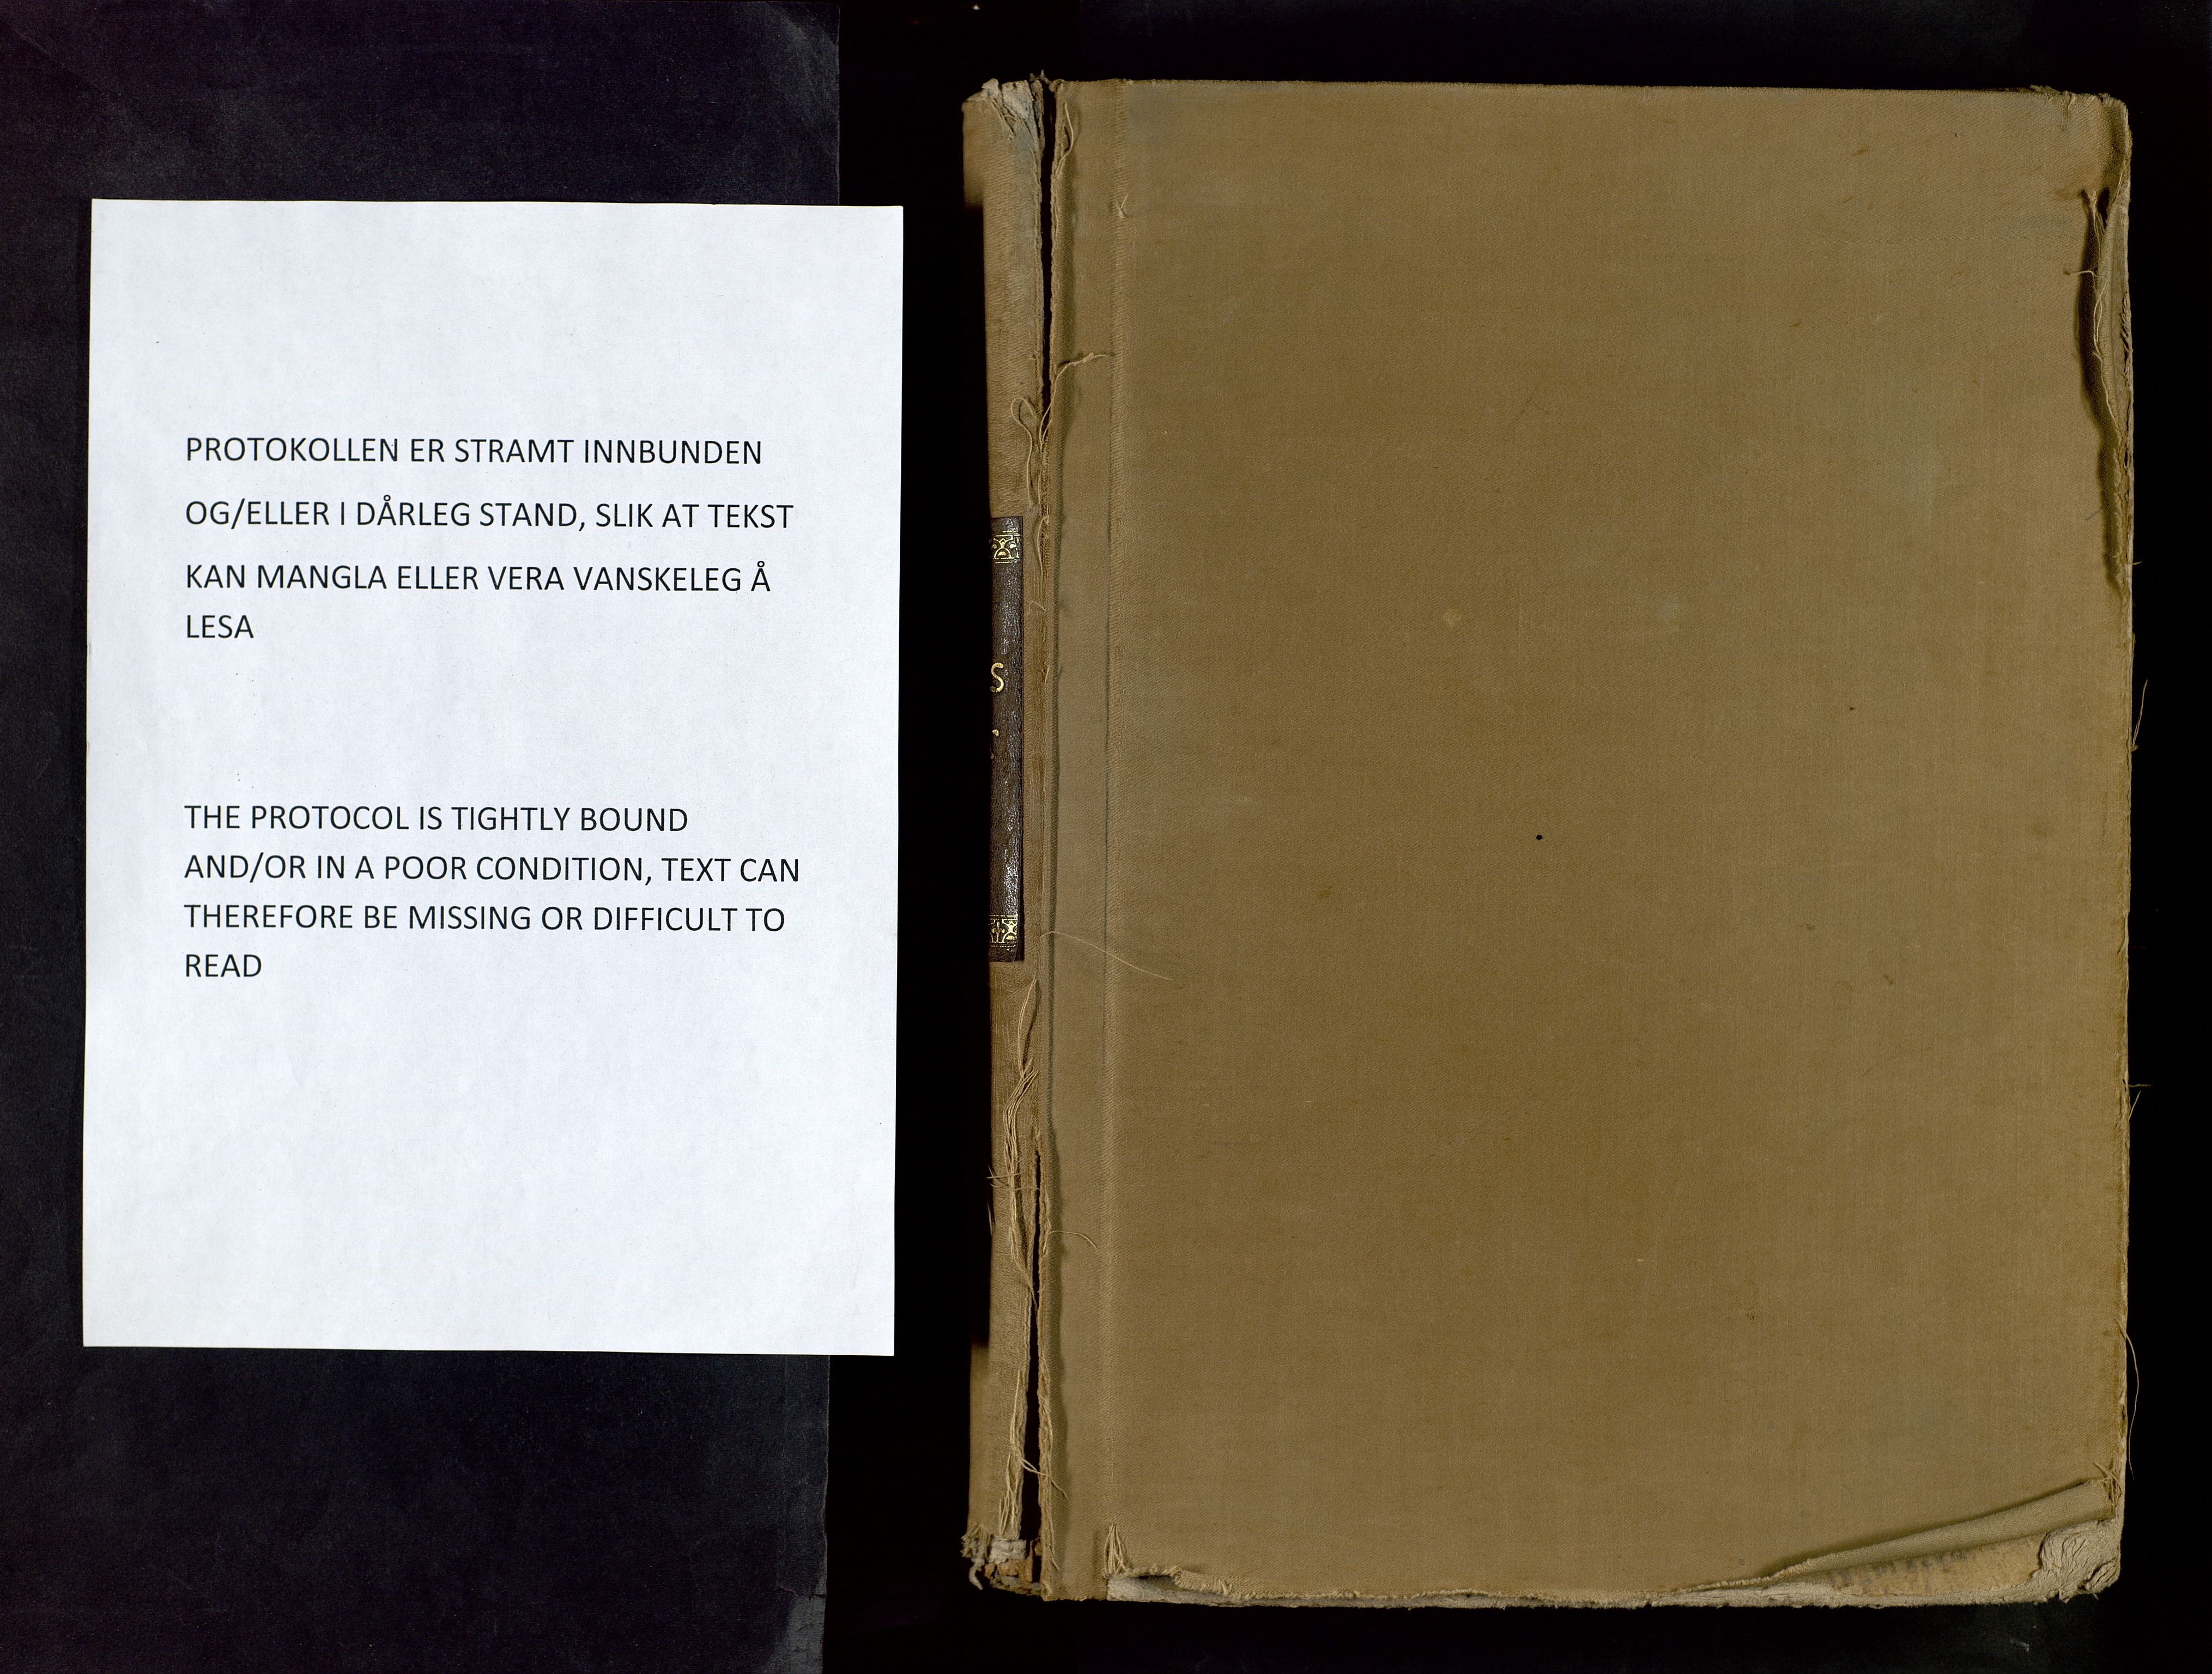 PROTOKOLLEN ER STRAMT INNBUNDEN
OG/ELLER I DÅRLEG STAND, SLIK AT TEKST
KAN MANGLA ELLER VERA VANSKELEG Å
LESA
THE PROTOCOL IS TIGHTLY BOUND
AND/OR IN A POOR CONDITION, TEXT CAN
THEREFORE BE MISSING OR DIFFICULT TO
READ
S